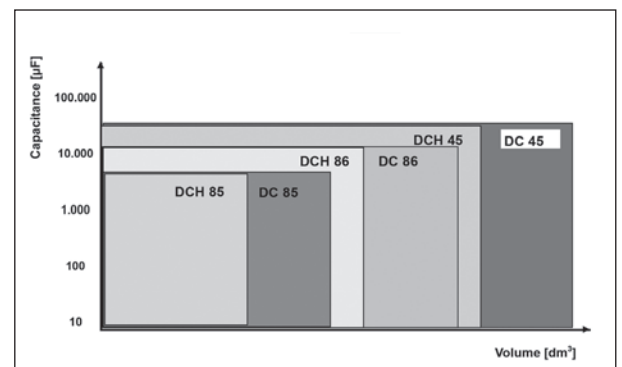 Capacitance [µF]
100.000
10.000
1.000
100
10
DCH 45
DC 45
DCH 86
DC 86
DCH 85
DC 85
Volume [dm³]